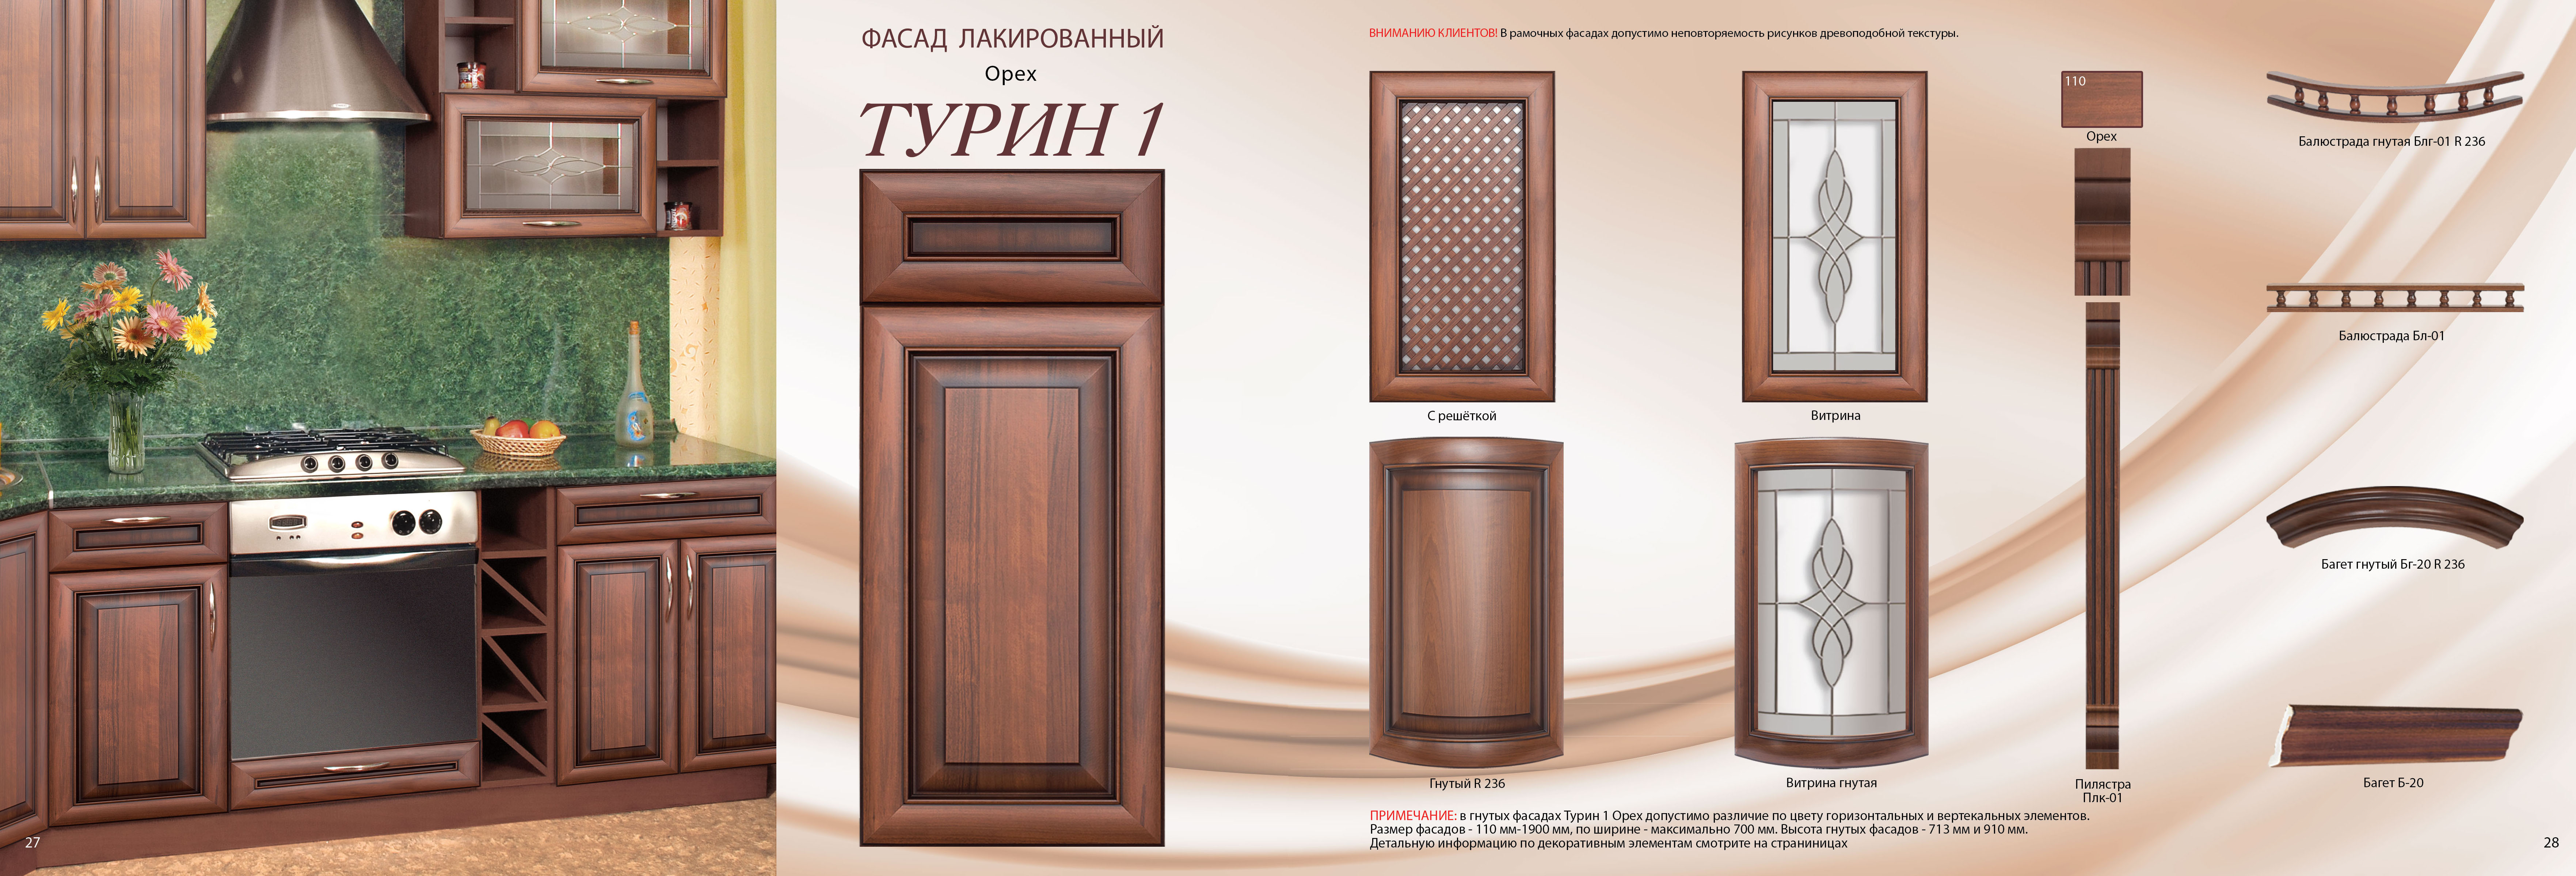 ФАСАД ЛАКИРОВАННЫЙ
Орех
ТУРИН 1
ВНИМАНИЮ КЛИЕНТОВ! В рамочных фасадах допустимо неповторяемость рисунков древоподобной текстуры.
С решёткой
Витрина
Гнутый R 236
Витрина гнутая
110
Орех
Пилястра
Плк-01
Балюстрада гнутая Блг-01 R 236
Балюстрада Бл-01
Багет гнутый Бг-20 R 236
Багет Б-20
ПРИМЕЧАНИЕ: в гнутых фасадах Турин 1 Орех допустимо различие по цвету горизонтальных и вертекальных элементов.
Размер фасадов - 110 мм-1900 мм, по ширине - максимально 700 мм. Высота гнутых фасадов - 713 мм и 910 мм.
Детальную информацию по декоративным элементам смотрите на страниницах
27
28